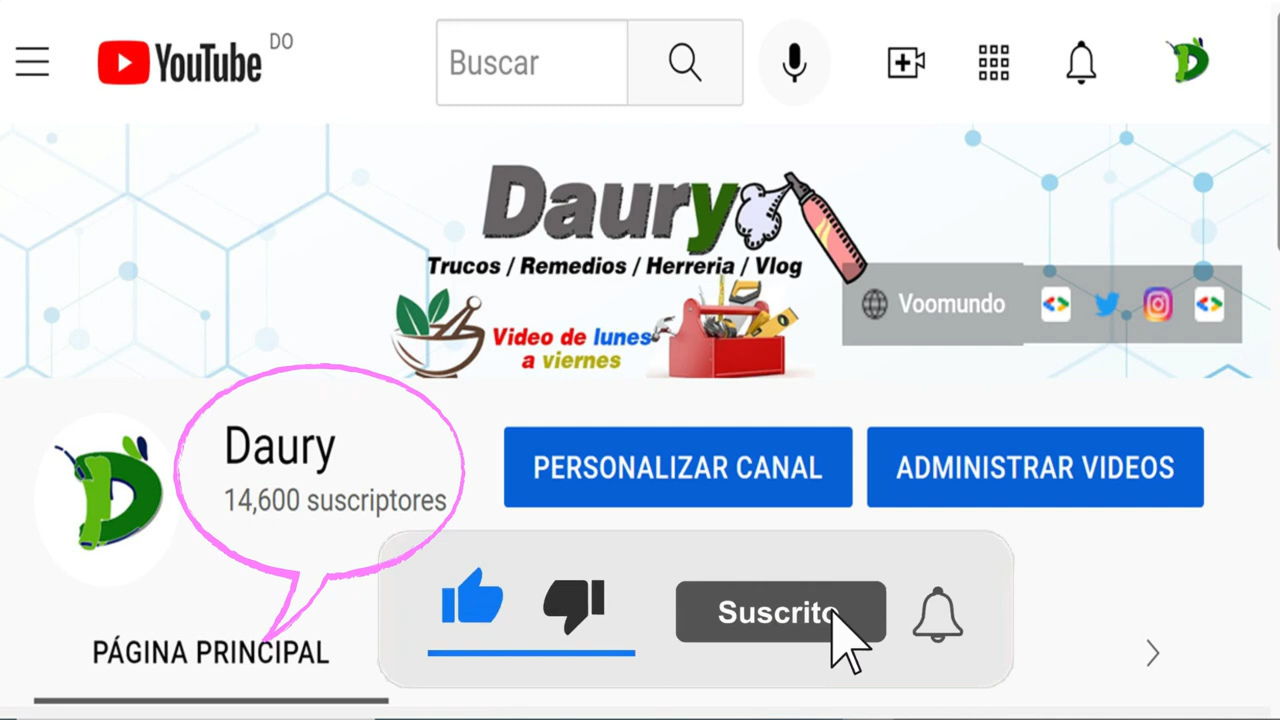 YouTube DO
Buscar
Daury
Trucos / Remedios / Herreria / Vlog
Voomundo
Video de lunes
a viernes
Daury
14,600 suscriptores
PERSONALIZAR CANAL
ADMINISTRAR VIDEOS
Suscrito
PÁGINA PRINCIPAL